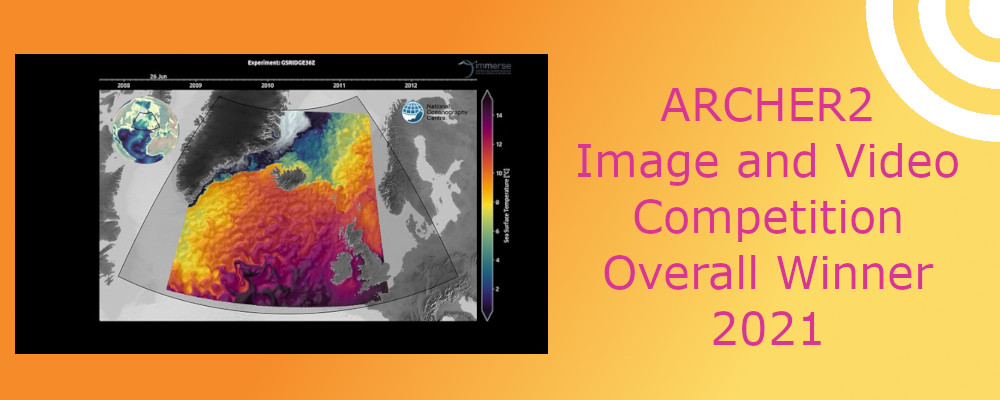 Experiment: GSRIDGE36Z
immerse
26 Jun
2008 2009 2010 2011 2012
National
Oceanography
Centre
14
12
10
8
6
4
2
Sea Surface Temperature [°C]
ARCHER2
Image and Video
Competition
Overall Winner
2021